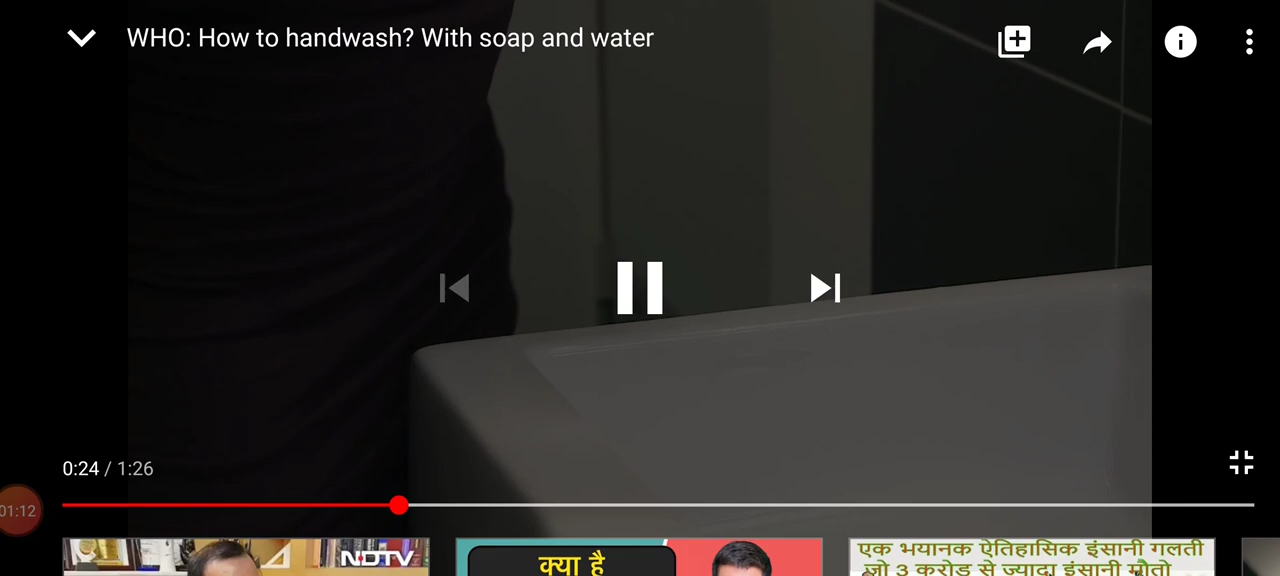 WHO: How to handwash? With soap and water
0:24 / 1:26
01:12
NDTV
क्या है
एक भयानक ऐतिहासिक इंसानी गलती
जो 3 करोड़ से ज्यादा इंसानी मौतो